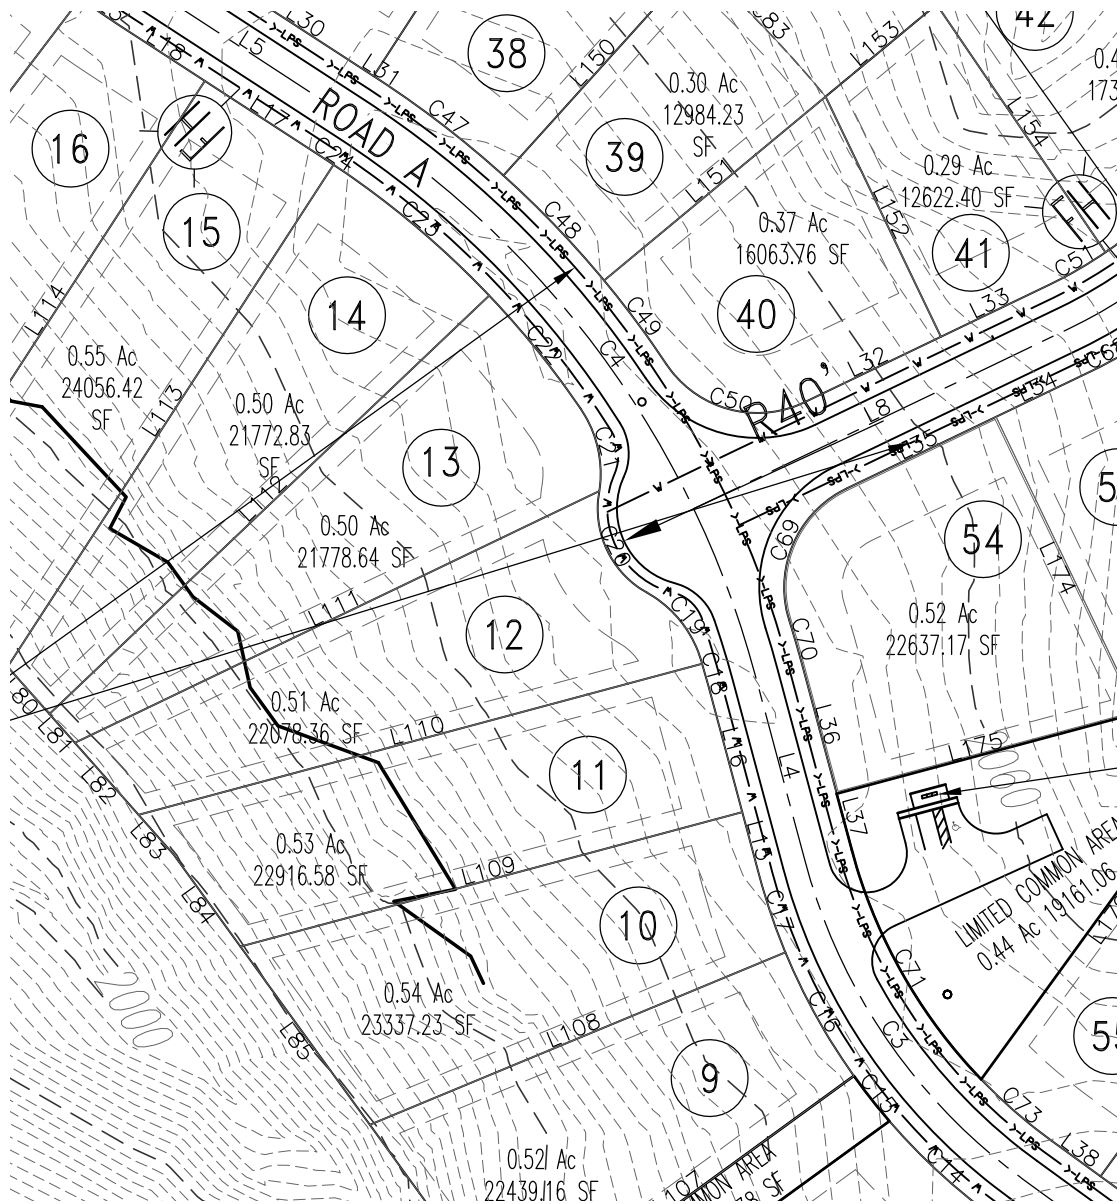 L30
L5
L18
L31
C47
38
L150
C83
L153
42
L154
ROAD A
L17
C24
C23
16
FH
15
14
0.30 Ac
12984.23
SF
39
L151
L152
0.29 Ac
12622.40 SF
FH
41
C51
0.37 Ac
16063.76 SF
40
C48
C49
L33
L32
C50
R40'
L8
L34
L35
C4
C22
C21
C20
C19
C18
L114
0.55 Ac
24056.42
SF
L113
0.50 Ac
21772.83
SF
L112
13
0.50 Ac
21778.64 SF
L111
12
C69
54
L174
0.52 Ac
22637.17 SF
C70
L36
L175
L37
L4
L16
L15
L81
L82
L83
L84
L85
0.51 Ac
22078.36 SF
L110
11
0.53 Ac
22916.58 SF
L109
10
C17
C16
0.54 Ac
23337.23 SF
L108
9
2000
LIMITED COMMON AREA
0.44 Ac 19161.06
C71
C3
C15
C14
C73
L38
55
L197
0.52 Ac
22439.16 SF
LPS
W